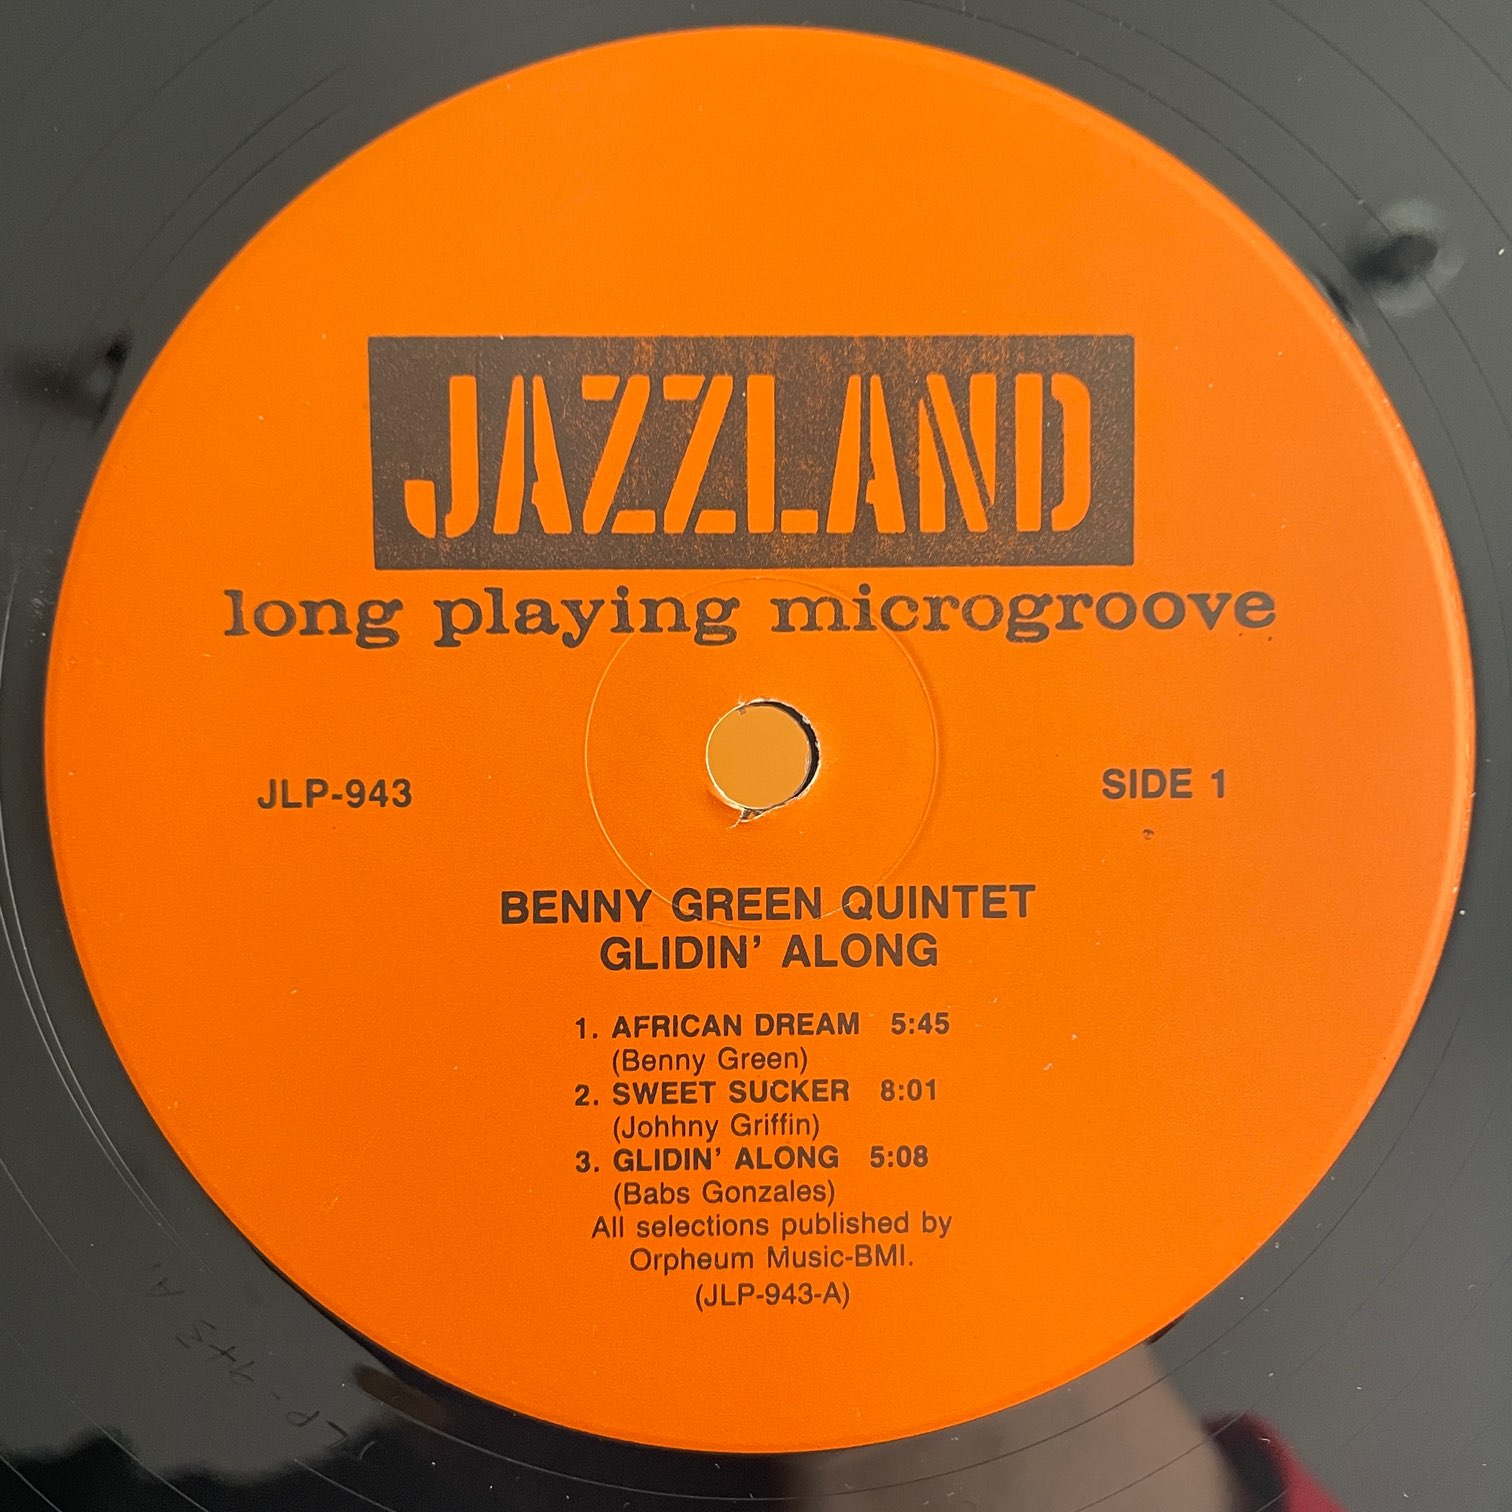 JAZZLAND
long playing microgroove
JLP-943
SIDE 1
BENNY GREEN QUINTET
GLIDIN' ALONG
1. AFRICAN DREAM 5:45
(Benny Green)
2. SWEET SUCKER 8:01
(Johhny Griffin)
3. GLIDIN' ALONG 5:08
(Babs Gonzales)
All selections published by
Orpheum Music-BMI.
(JLP-943-A)
JLP-943 A